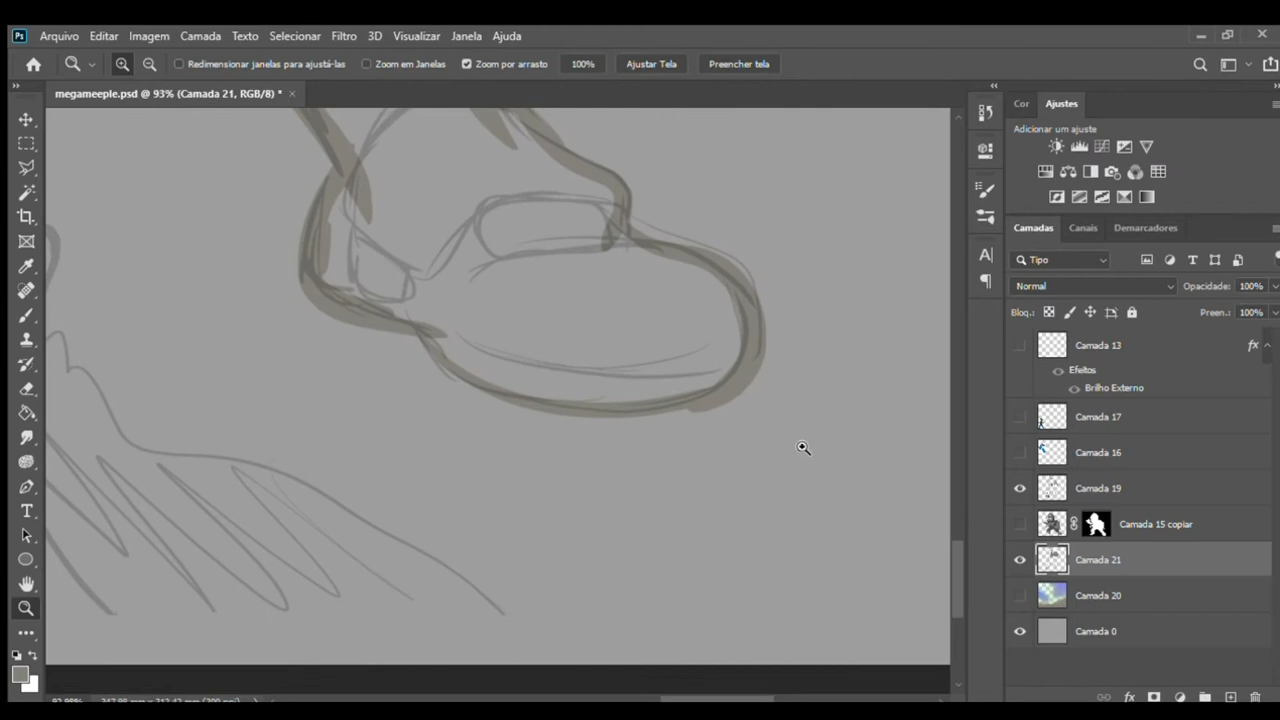 Ps Arquivo Editar Imagem Camada Texto Selecionar Filtro 3D Visualizar Janela Ajuda
Redimensionar janelas para ajustá-las Zoom em Janelas Zoom por arrasto 100% Ajustar Tela Preencher tela
megameeple.psd @ 93% (Camada 21, RGB/8) *
Cor Ajustes
Adicionar um ajuste
Camadas Canais Demarcadores
Tipo
Normal Opacidade: 100%
Bloq.: Preen.: 100%
Camada 13 fx
Efeitos
Brilho Externo
Camada 17
Camada 16
Camada 19
Camada 15 copiar
Camada 21
Camada 20
Camada 0
fx